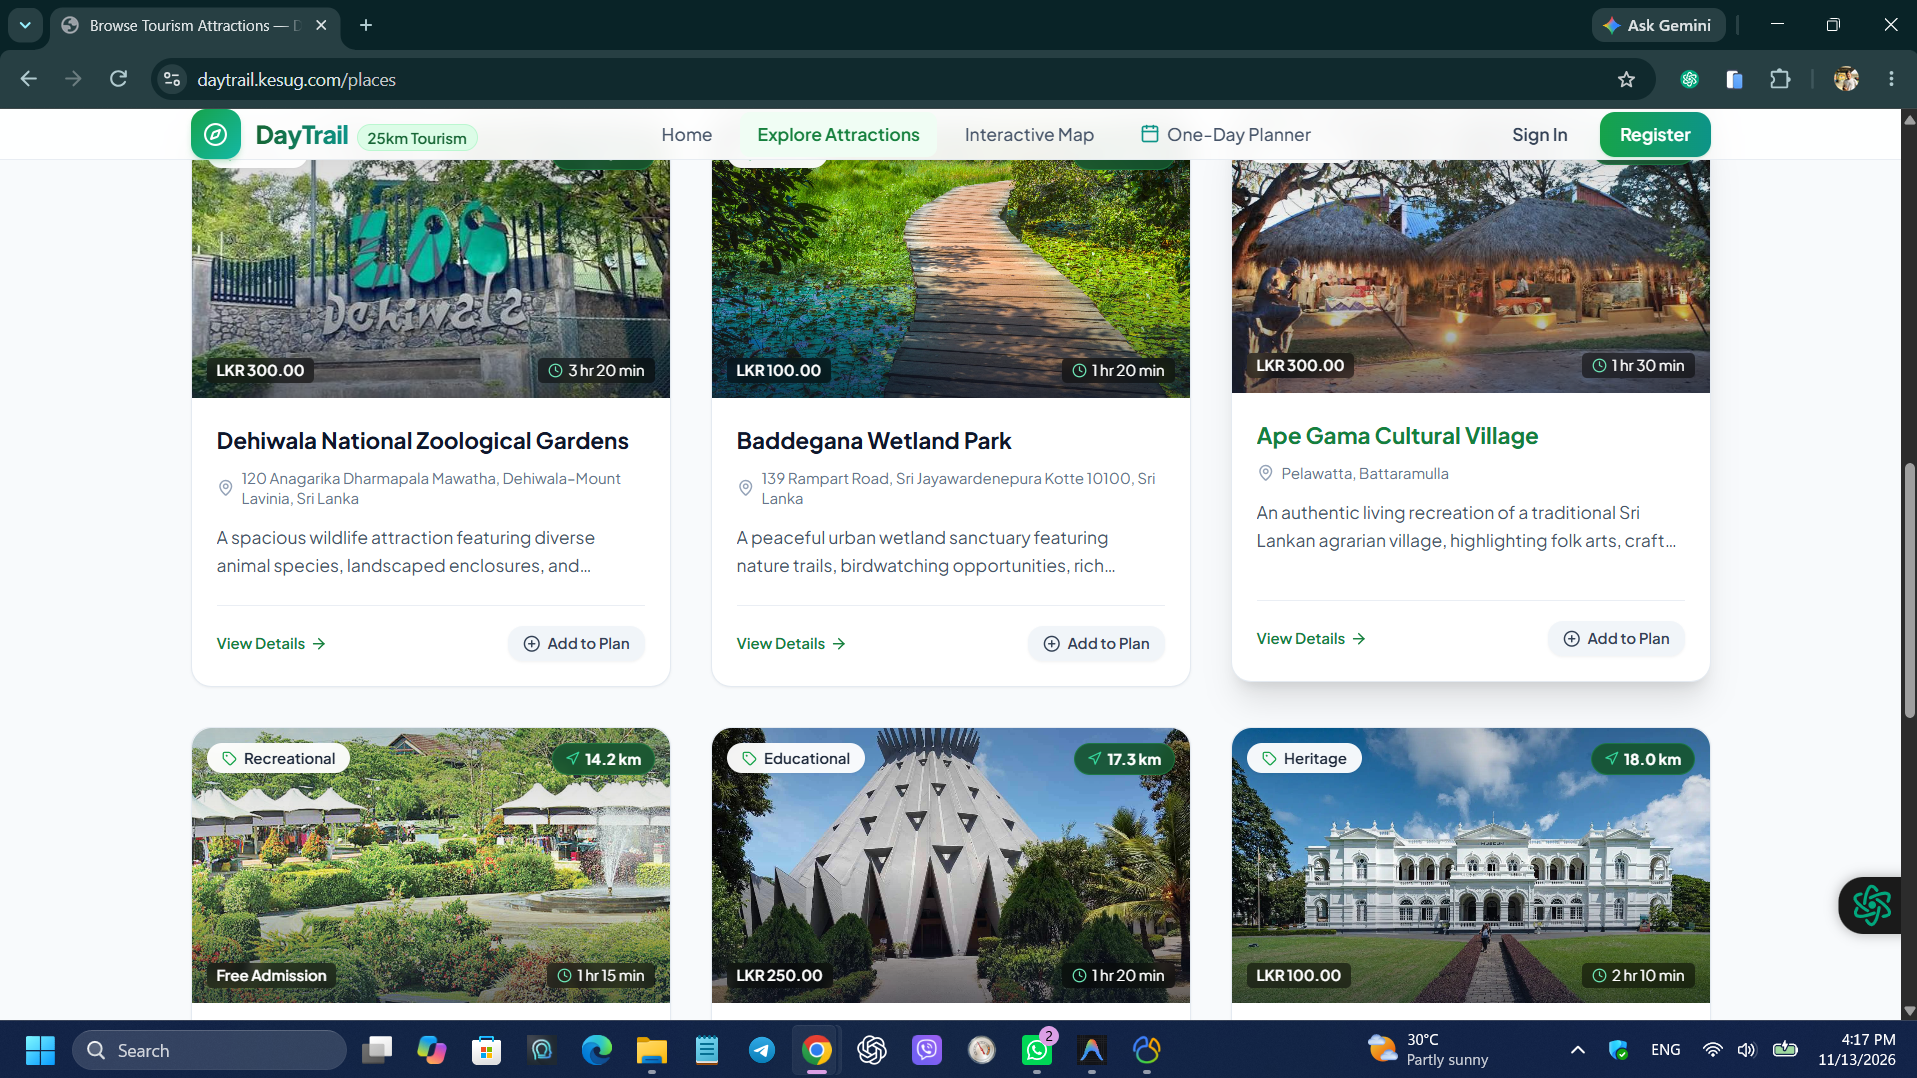 Browse Tourism Attractions — D
Ask Gemini
daytrail.kesug.com/places
DayTrail
25km Tourism
Home
Explore Attractions
Interactive Map
One-Day Planner
Sign In
Register
ZOO
Dehiwala
LKR 300.00
3 hr 20 min
LKR 100.00
1 hr 20 min
LKR 300.00
1 hr 30 min
Dehiwala National Zoological Gardens
120 Anagarika Dharmapala Mawatha, Dehiwala-Mount
Lavinia, Sri Lanka
A spacious wildlife attraction featuring diverse
animal species, landscaped enclosures, and...
View Details
Add to Plan
Baddegana Wetland Park
139 Rampart Road, Sri Jayawardenepura Kotte 10100, Sri
Lanka
A peaceful urban wetland sanctuary featuring
nature trails, birdwatching opportunities, rich...
View Details
Add to Plan
Ape Gama Cultural Village
Pelawatta, Battaramulla
An authentic living recreation of a traditional Sri
Lankan agrarian village, highlighting folk arts, craft...
View Details
Add to Plan
Recreational
14.2 km
Free Admission
1 hr 15 min
Educational
17.3 km
LKR 250.00
1 hr 20 min
Heritage
18.0 km
MUSEUM
LKR 100.00
2 hr 10 min
Search
2
30°C
Partly sunny
ENG
4:17 PM
11/13/2026